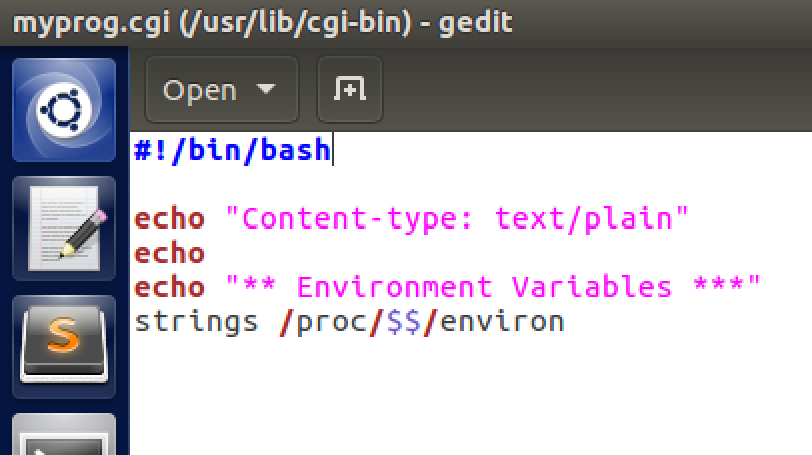 myprog.cgi (/usr/lib/cgi-bin) - gedit
Open
#!/bin/bash
echo "Content-type: text/plain"
echo
echo "** Environment Variables ***"
strings /proc/$$/environ